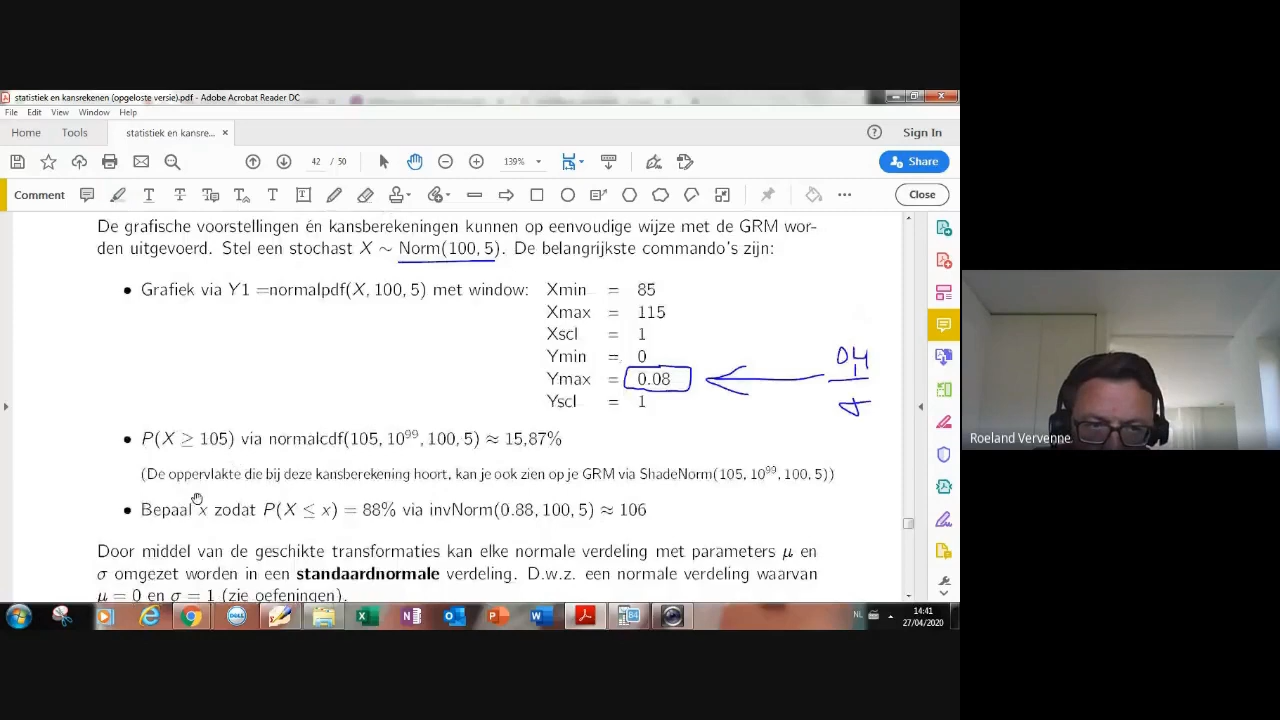 statistiek en kansrekenen (opgeloste versie).pdf - Adobe Acrobat Reader DC
File Edit View Window Help
Home Tools statistiek en kansre... × Sign In
42 / 50 139% Share
Comment Close
De grafische voorstellingen én kansberekeningen kunnen op eenvoudige wijze met de GRM wor-
den uitgevoerd. Stel een stochast X ∼ Norm(100, 5). De belangrijkste commando's zijn:
• Grafiek via Y1 =normalpdf(X, 100, 5) met window: Xmin = 85
Xmax = 115
Xscl = 1
Ymin = 0
Ymax = 0.08
Yscl = 1
0,4
σ
• P(X ≥ 105) via normalcdf(105, 10^99, 100, 5) ≈ 15,87%
(De oppervlakte die bij deze kansberekening hoort, kan je ook zien op je GRM via ShadeNorm(105, 10^99, 100, 5))
• Bepaal x zodat P(X ≤ x) = 88% via invNorm(0.88, 100, 5) ≈ 106
Door middel van de geschikte transformaties kan elke normale verdeling met parameters μ en
σ omgezet worden in een standaardnormale verdeling. D.w.z. een normale verdeling waarvan
μ = 0 en σ = 1 (zie oefeningen).
Roeland Vervenne
NL 14:41
27/04/2020